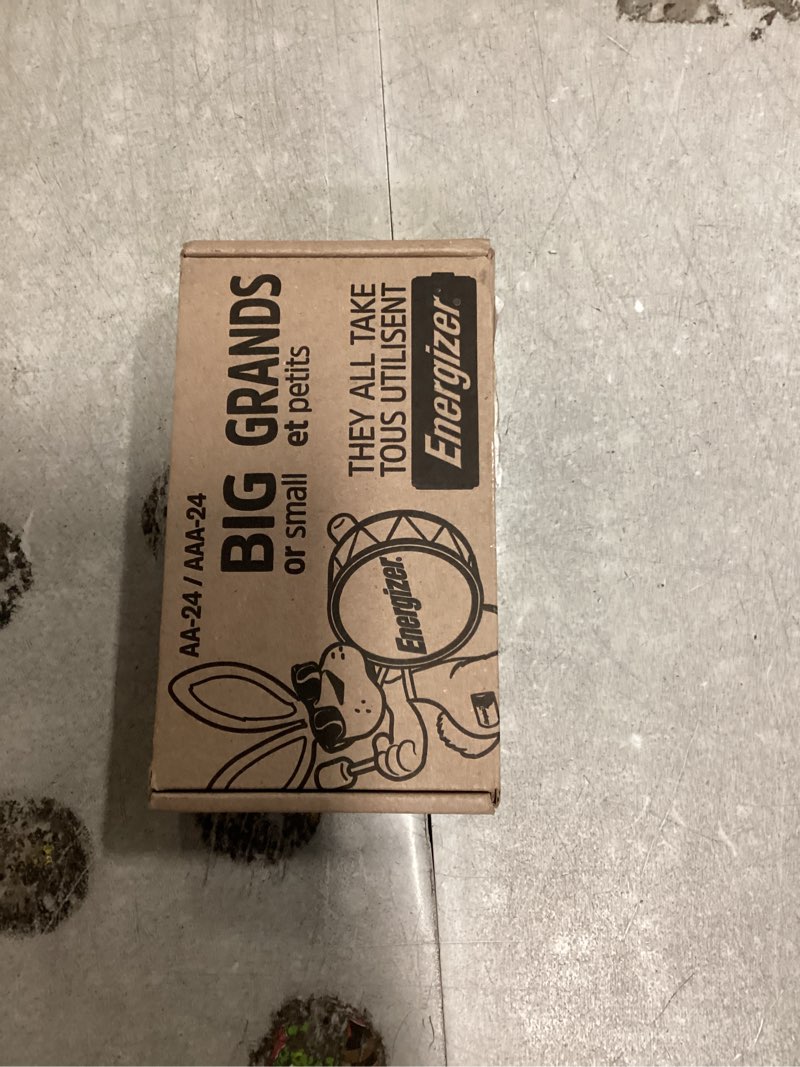 AA-24 / AAA-24
BIG GRANDS
or small et petits
THEY ALL TAKE
TOUS UTILISENT
Energizer®
Energizer.